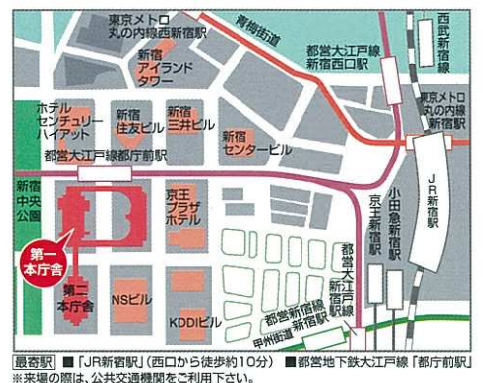 東京メトロ
丸の内線西新宿駅
青梅街道
都営大江戸線
新宿西口駅
西武新宿線
新宿
アイランド
タワー
東京メトロ
丸の内線
新宿駅
ホテル
センチュリー
ハイアット
新宿
住友ビル
新宿
三井ビル
新宿
センタービル
都営大江戸線都庁前駅
新宿
中央
公園
京王
プラザ
ホテル
JR新宿駅
小田急新宿駅
京王新宿駅
第一
本庁舎
都営大江戸線
新宿駅
第二
本庁舎
NSビル
KDDIビル
都営新宿線
新宿駅
甲州街道
最寄駅 ■「JR新宿駅」(西口から徒歩約10分) ■都営地下鉄大江戸線「都庁前駅」
※来場の際は、公共交通機関をご利用下さい。